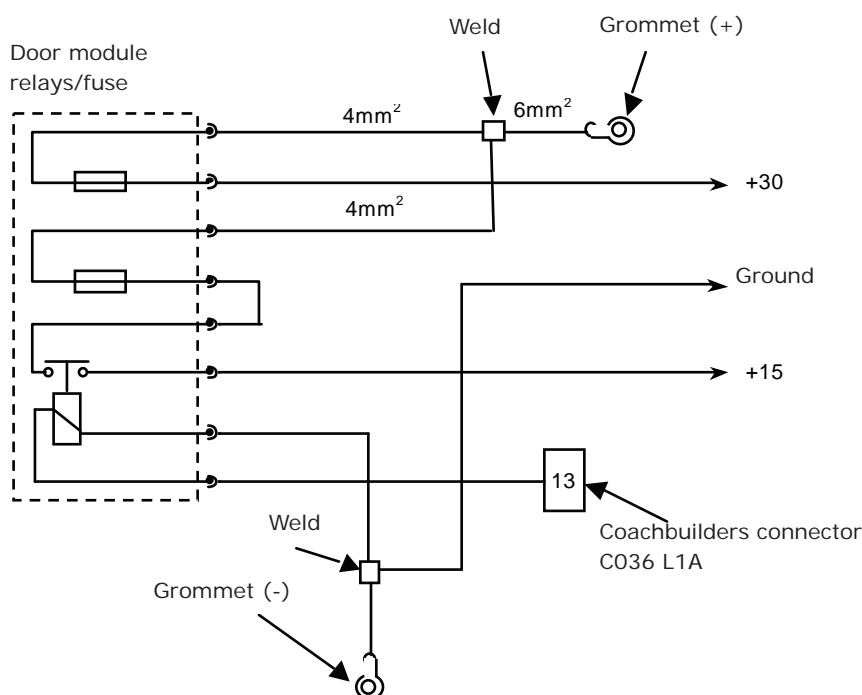 Weld
Grommet (+)
Door module
relays/fuse
4mm²
6mm²
+30
4mm²
Ground
+15
13
Coachbuilders connector
C036 L1A
Weld
Grommet (-)